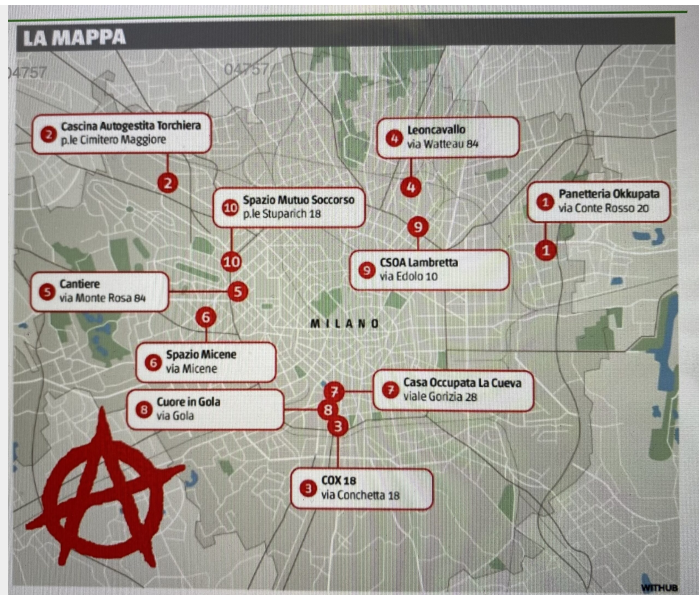 LA MAPPA
04757
04757
2 Cascina Autogestita Torchiera
p.le Cimitero Maggiore
4 Leoncavallo
via Watteau 84
2
4
10 Spazio Mutuo Soccorso
p.le Stuparich 18
1 Panetteria Okkupata
via Conte Rosso 20
9
1
10
9 CSOA Lambretta
via Edolo 10
5 Cantiere
via Monte Rosa 84
5
6
MILANO
6 Spazio Micene
via Micene
7
7 Casa Occupata La Cueva
viale Gorizia 28
8 Cuore in Gola
via Gola
8
3
3 COX 18
via Conchetta 18
WITHUB